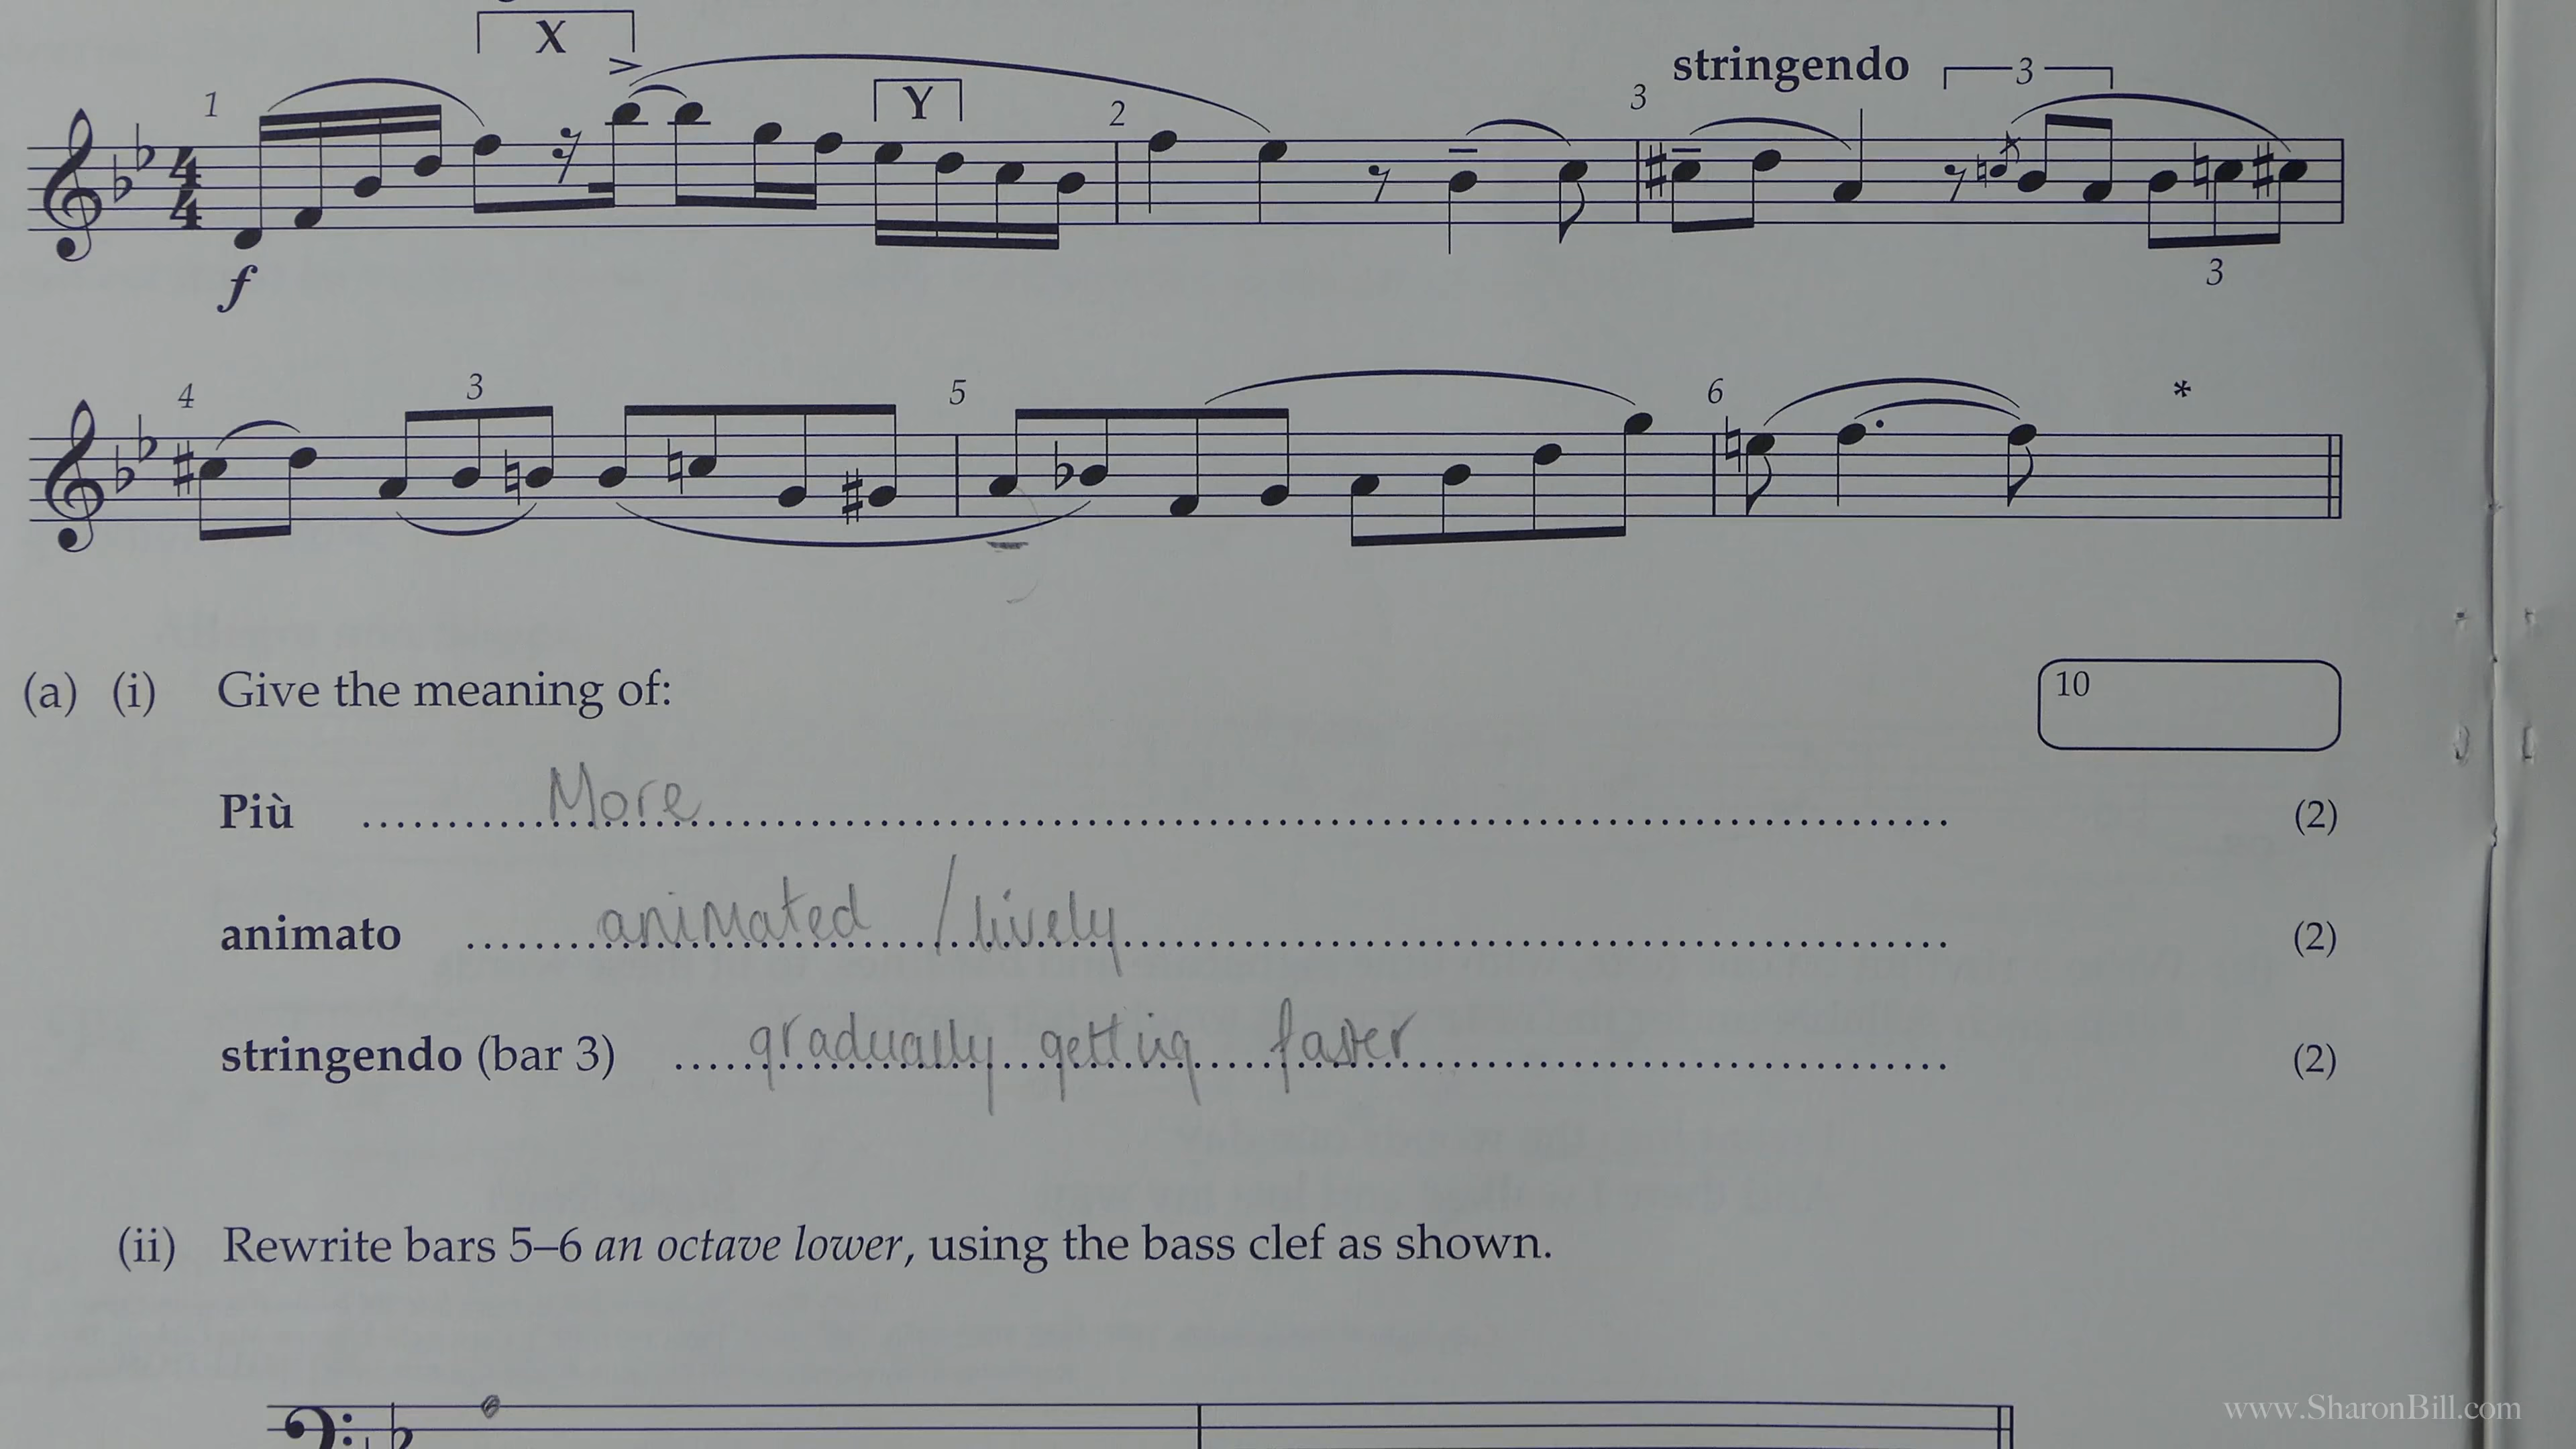 X
stringendo 3
1 Y 2 3
4
4
f 3
4 3 5 6 *
(a) (i) Give the meaning of: 10
Più .......... More .......... (2)
animato .......... animated / lively .......... (2)
stringendo (bar 3) .......... gradually getting faster .......... (2)
(ii) Rewrite bars 5–6 an octave lower, using the bass clef as shown.
www.SharonBill.com